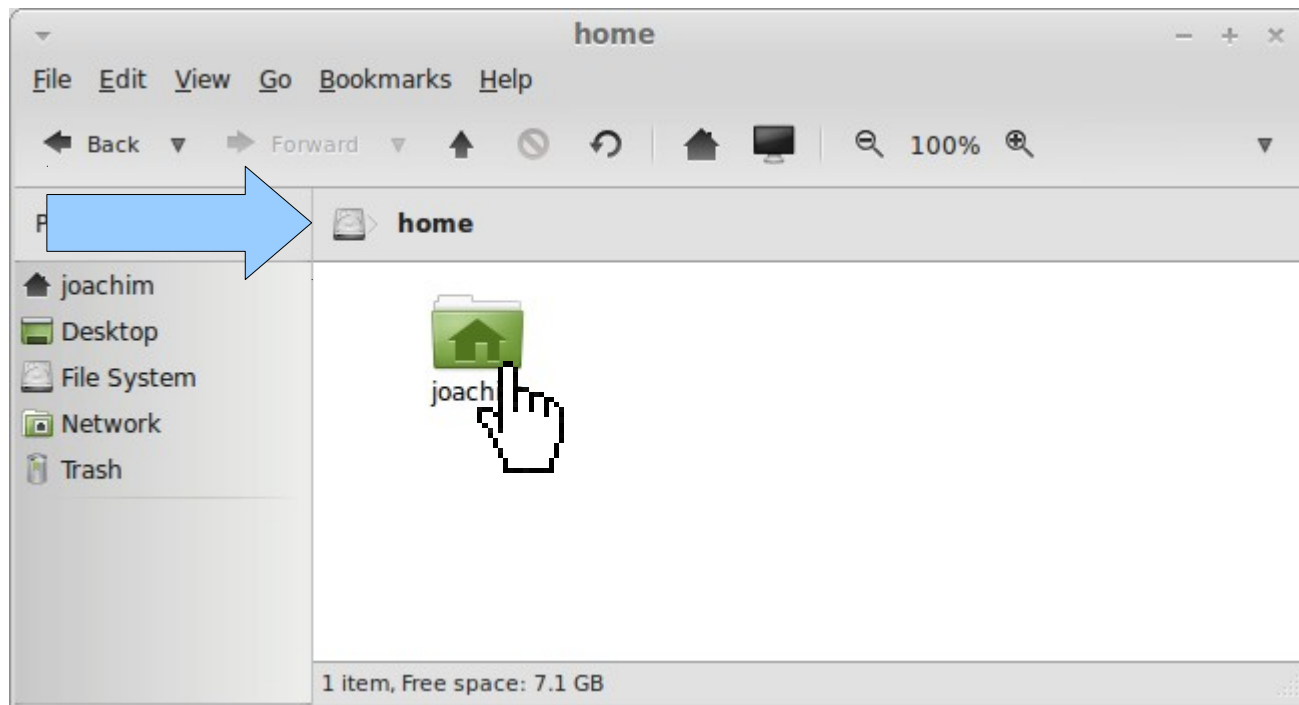 home
File Edit View Go Bookmarks Help
Back Forward 100%
home
joachim
Desktop
File System
Network
Trash
joachi
1 item, Free space: 7.1 GB